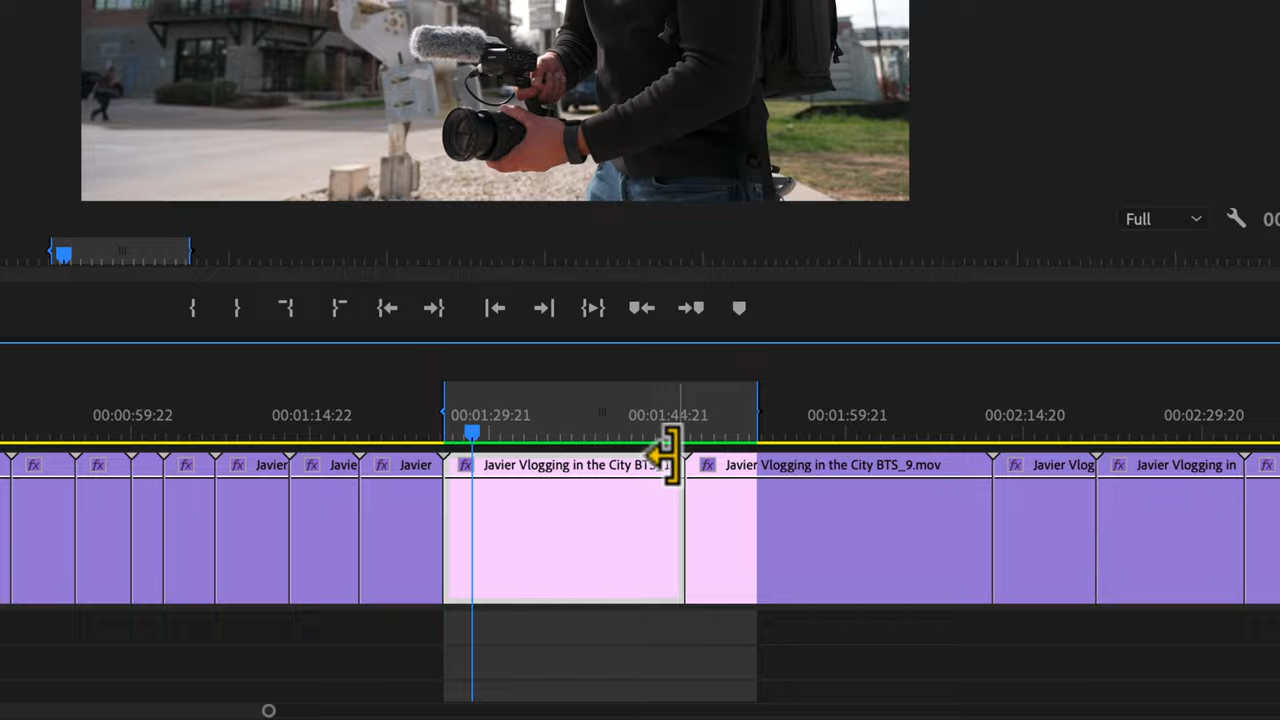 Full
00
00:00:59:22
00:01:14:22
00:01:29:21
00:01:44:21
00:01:59:21
00:02:14:20
00:02:29:20
fx
fx
fx
fx Javier
fx Javie
fx Javier
fx Javier Vlogging in the City BTS_
fx Javier Vlogging in the City BTS_9.mov
fx Javier Vlog
fx Javier Vlogging in
fx